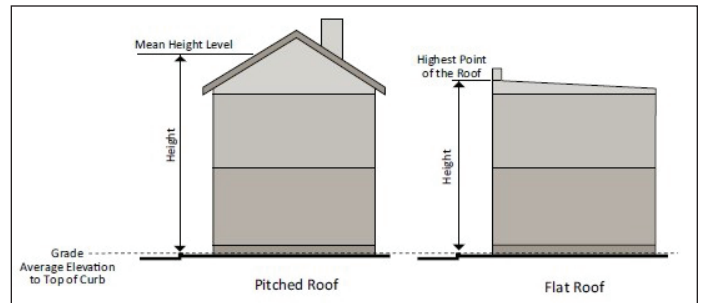 Mean Height Level
Highest Point
of the Roof
Height
Height
Grade
Average Elevation
to Top of Curb
Pitched Roof
Flat Roof